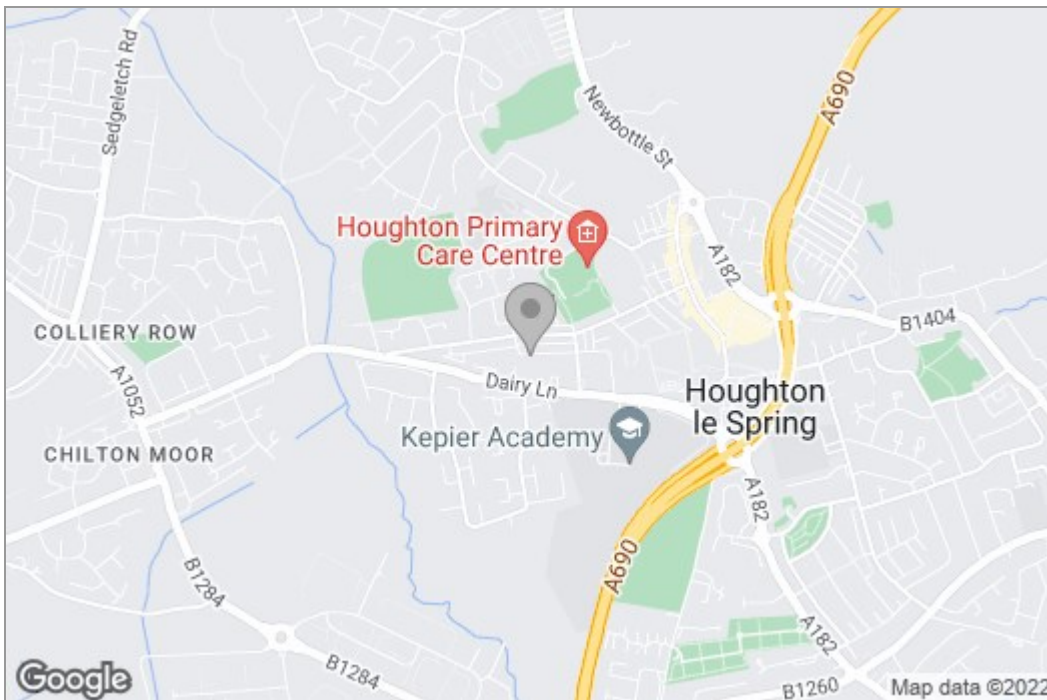 Sedgeletch Rd
A690
Newbottle St
Houghton Primary
Care Centre
A182
COLLIERY ROW
B1404
A1052
Dairy Ln
Houghton
le Spring
Kepier Academy
CHILTON MOOR
A182
A690
B1284
A182
B1284
B1260
Google
Map data ©2022